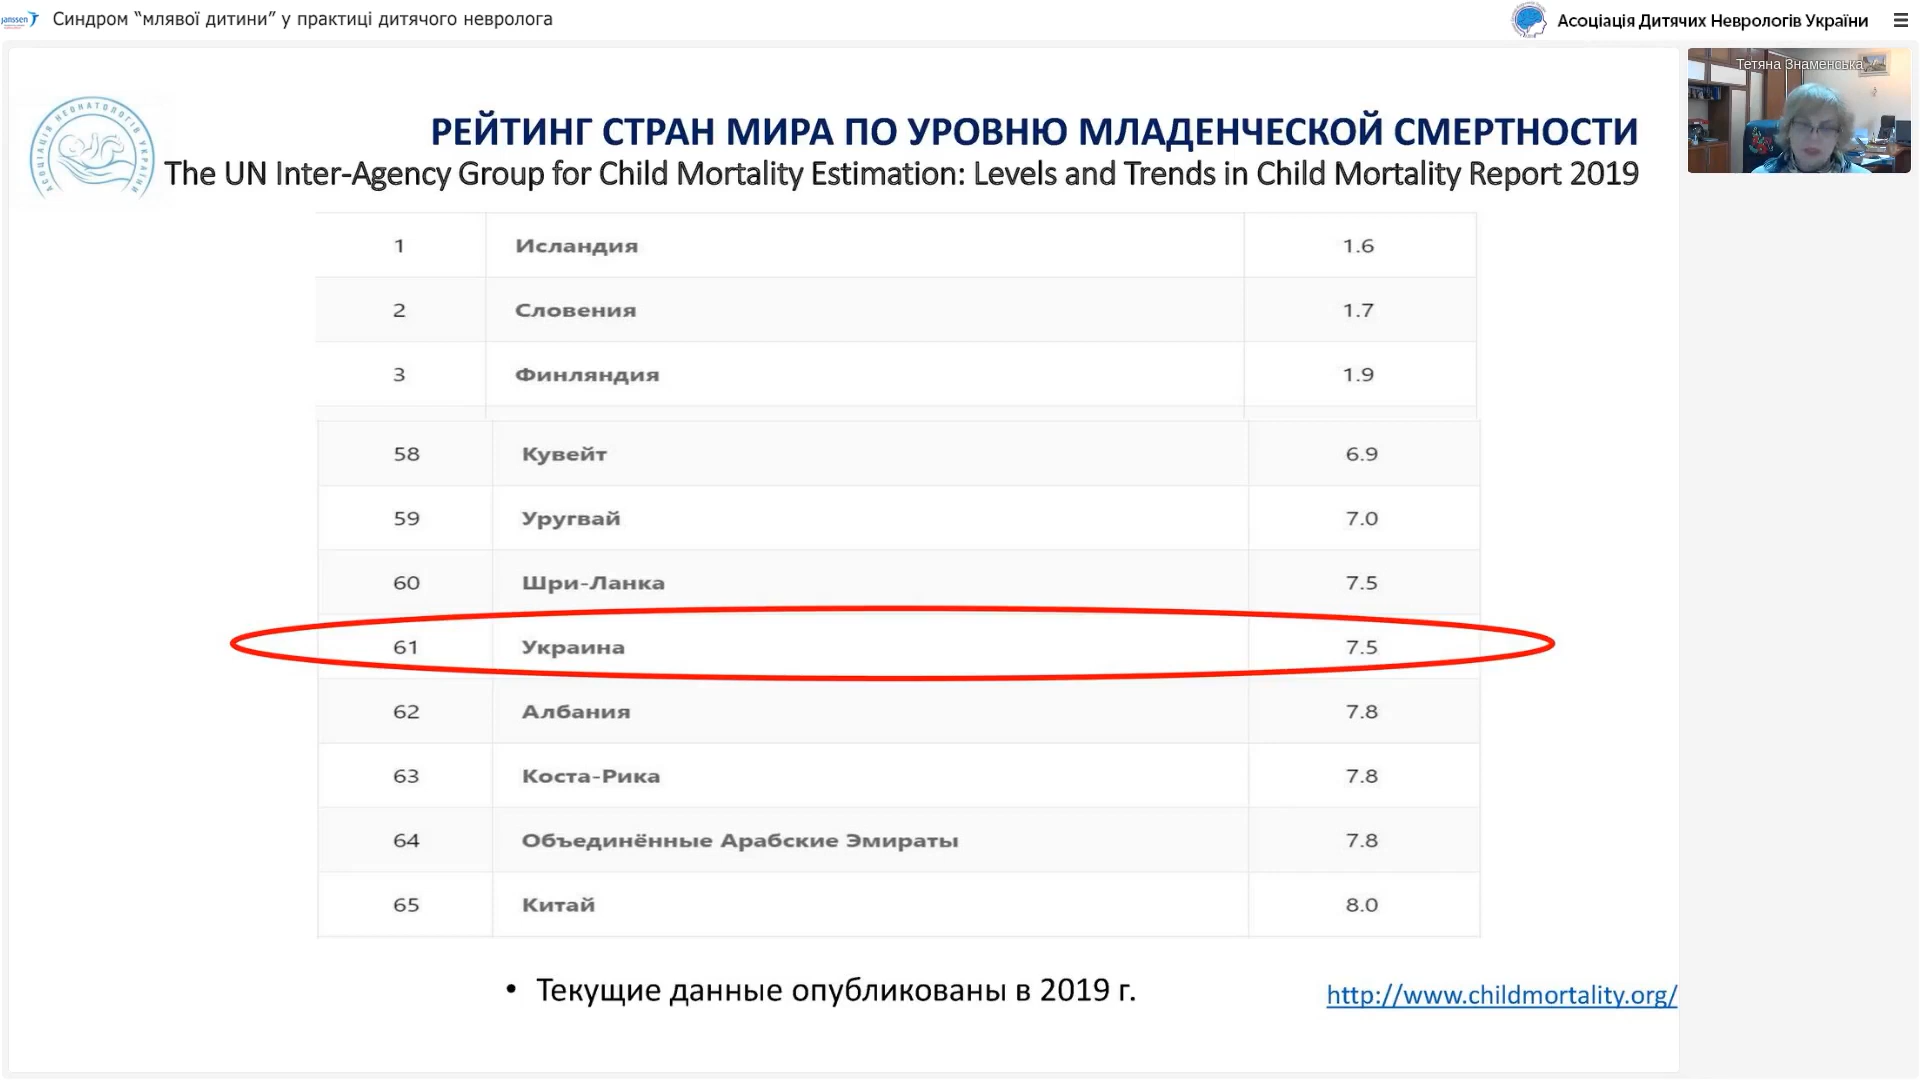 janssen
Синдром “млявої дитини” у практиці дитячого невролога
Асоціація Дитячих Неврологів України
Тетяна Знаменська
АСОЦІАЦІЯ НЕОНАТОЛОГІВ УКРАЇНИ
РЕЙТИНГ СТРАН МИРА ПО УРОВНЮ МЛАДЕНЧЕСКОЙ СМЕРТНОСТИ
The UN Inter-Agency Group for Child Mortality Estimation: Levels and Trends in Child Mortality Report 2019
1 Исландия 1.6
2 Словения 1.7
3 Финляндия 1.9
58 Кувейт 6.9
59 Уругвай 7.0
60 Шри-Ланка 7.5
61 Украина 7.5
62 Албания 7.8
63 Коста-Рика 7.8
64 Объединённые Арабские Эмираты 7.8
65 Китай 8.0
• Текущие данные опубликованы в 2019 г.
http://www.childmortality.org/